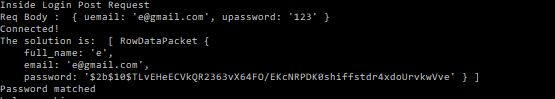 Inside Login Post Request
Req Body :  { uemail: 'e@gmail.com', upassword: '123' }
Connected!
The solution is:  [ RowDataPacket {
    full_name: 'e',
    email: 'e@gmail.com',
    password: '$2b$10$TLvEHeECVkQR2363vX64FO/EKcNRPDK0shiffstdr4xdoUrvkwVve' } ]
Password matched